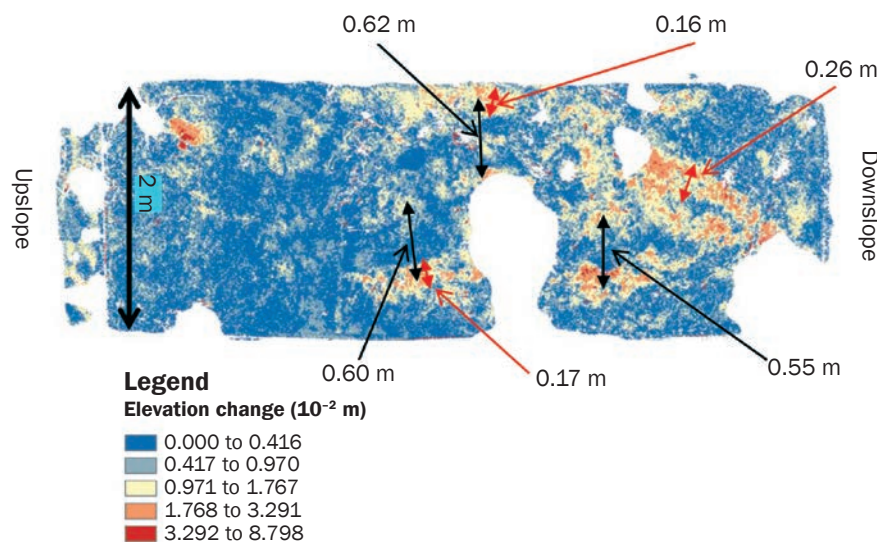 0.62 m
0.16 m
0.26 m
Upslope
2 m
Downslope
0.60 m
0.17 m
0.55 m
Legend
Elevation change (10⁻² m)
0.000 to 0.416
0.417 to 0.970
0.971 to 1.767
1.768 to 3.291
3.292 to 8.798